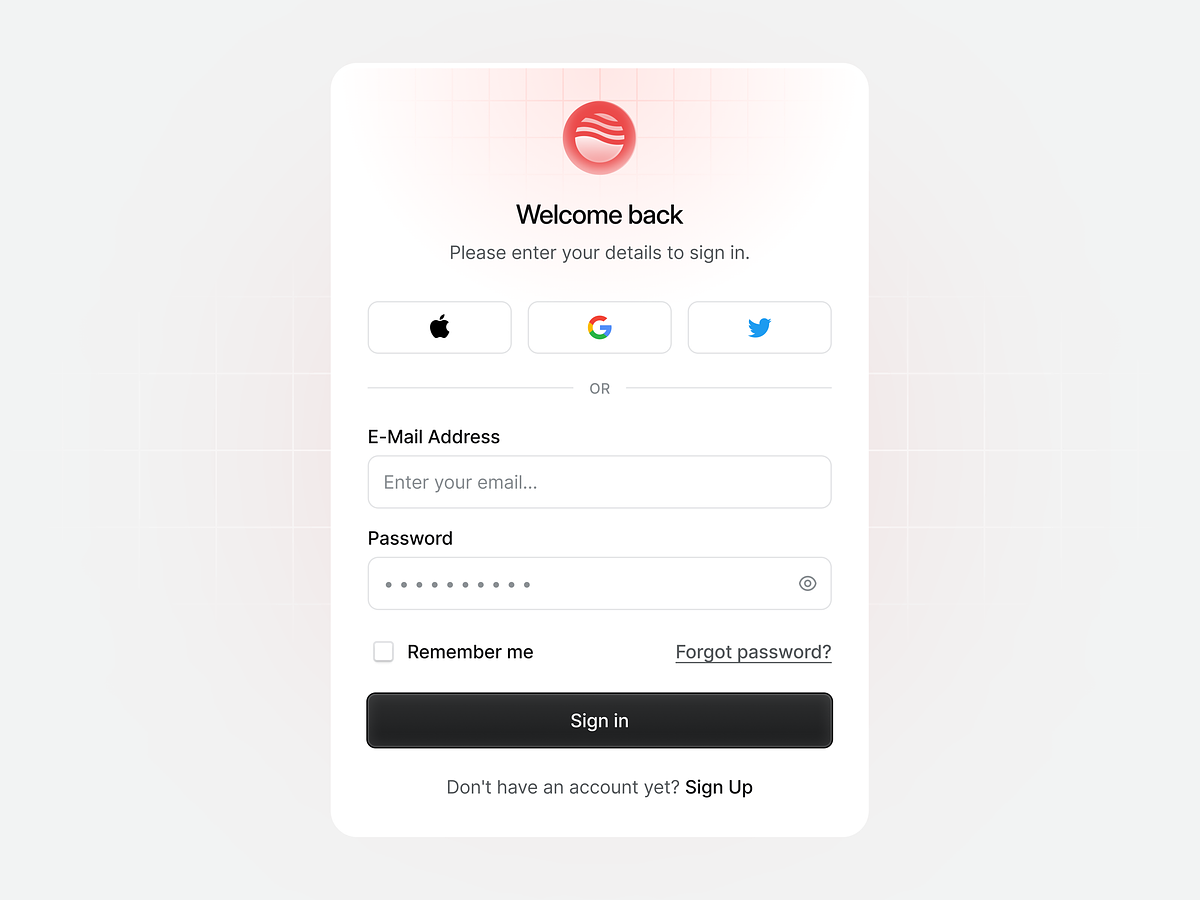 Welcome back
Please enter your details to sign in.
OR
E-Mail Address
Enter your email...
Password
Remember me
Forgot password?
Sign in
Don't have an account yet? Sign Up